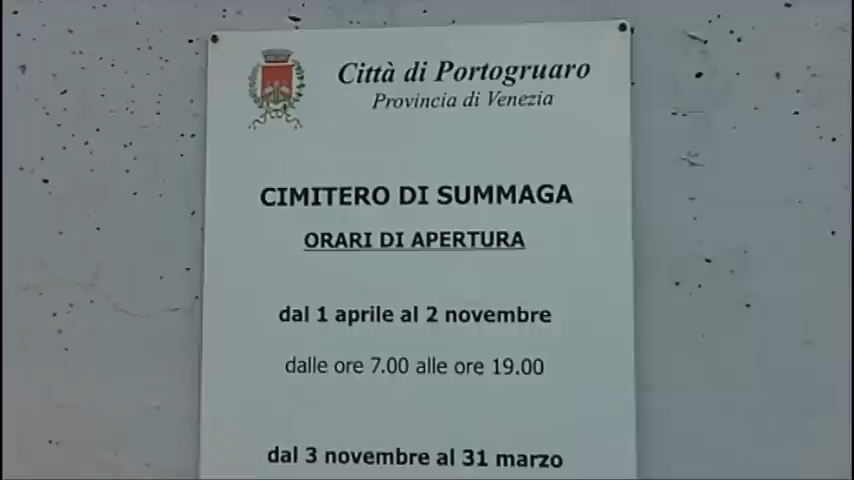 Città di Portogruaro
Provincia di Venezia
CIMITERO DI SUMMAGA
ORARI DI APERTURA
dal 1 aprile al 2 novembre
dalle ore 7.00 alle ore 19.00
dal 3 novembre al 31 marzo